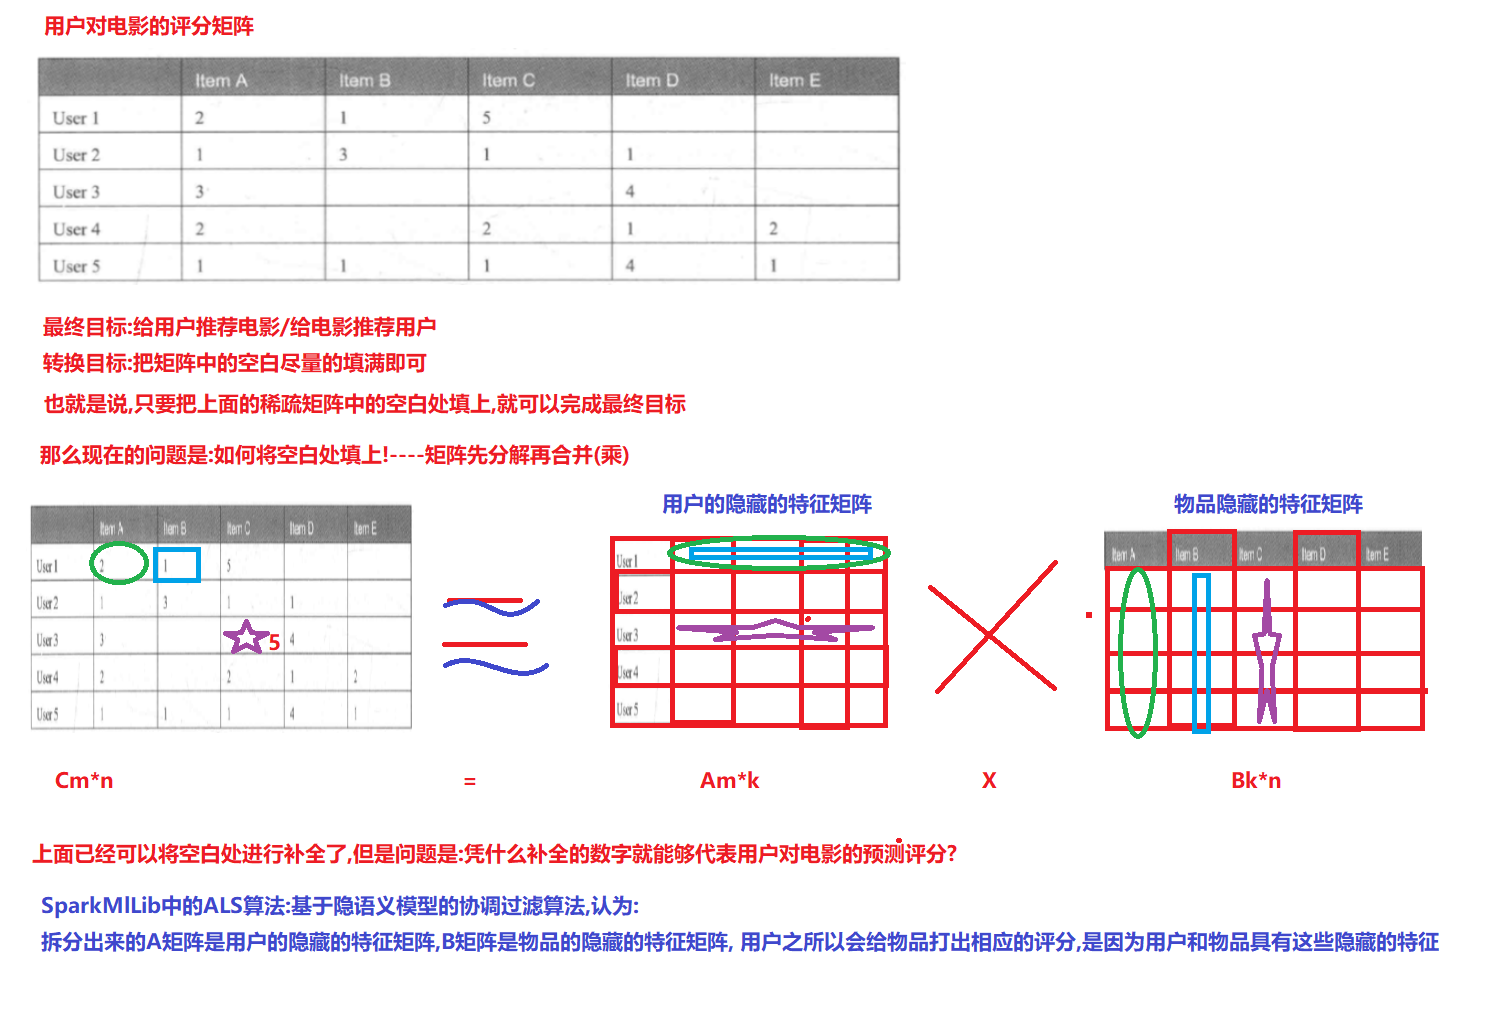 用户对电影的评分矩阵
Item A Item B Item C Item D Item E
User 1 2 1 5
User 2 1 3 1 1
User 3 3 4
User 4 2 2 1 2
User 5 1 1 1 4 1
最终目标:给用户推荐电影/给电影推荐用户
转换目标:把矩阵中的空白尽量的填满即可
也就是说,只要把上面的稀疏矩阵中的空白处填上,就可以完成最终目标
那么现在的问题是:如何将空白处填上!----矩阵先分解再合并(乘)
用户的隐藏的特征矩阵 物品隐藏的特征矩阵
Item A Item B Item C Item D Item E
User 1 2 1 5
User 2 1 3 1 1
User 3 3 5 4
User 4 2 2 1 2
User 5 1 1 1 4 1
User 1
User 2
User 3
User 4
User 5
Item A Item B Item C Item D Item E
Cm*n = Am*k X Bk*n
上面已经可以将空白处进行补全了,但是问题是:凭什么补全的数字就能够代表用户对电影的预测评分?
SparkMlLib中的ALS算法:基于隐语义模型的协调过滤算法,认为:
拆分出来的A矩阵是用户的隐藏的特征矩阵,B矩阵是物品的隐藏的特征矩阵, 用户之所以会给物品打出相应的评分,是因为用户和物品具有这些隐藏的特征